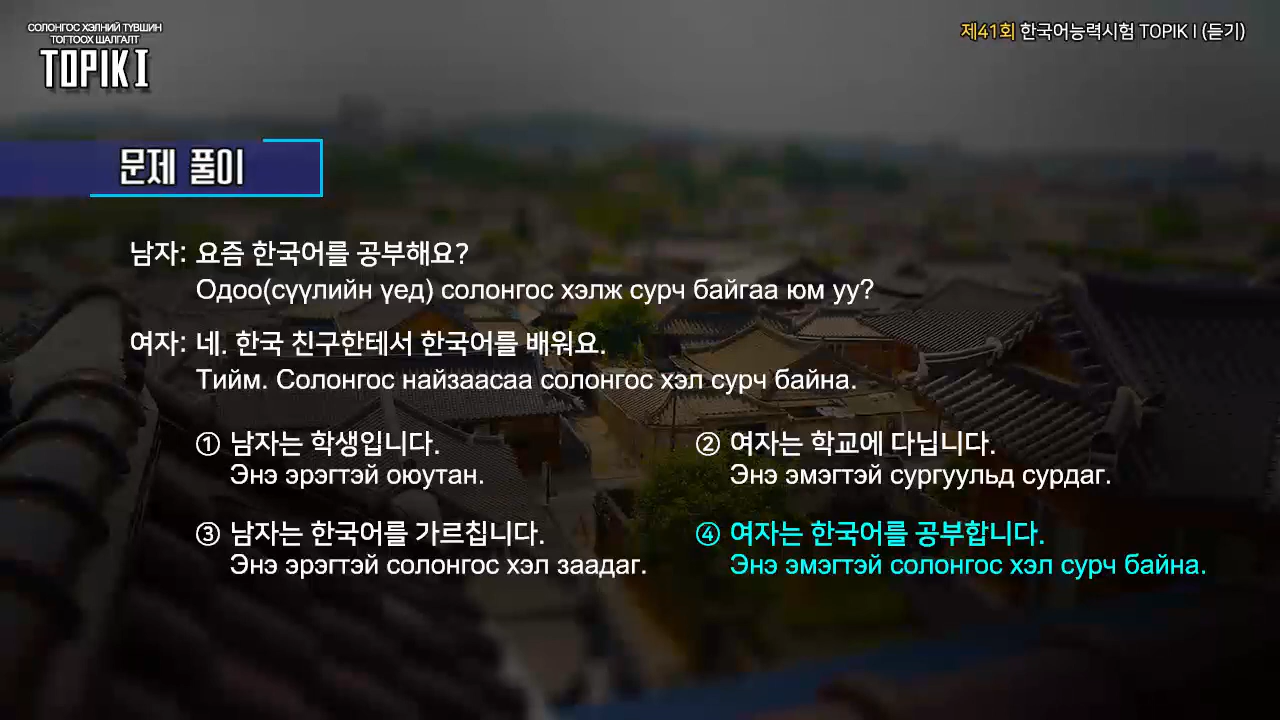 СОЛОНГОС ХЭЛНИЙ ТҮВШИН
ТОГТООХ ШАЛГАЛТ
TOPIK I
제41회 한국어능력시험 TOPIK I (듣기)
문제 풀이
남자: 요즘 한국어를 공부해요?
Одоо(сүүлийн үед) солонгос хэлж сурч байгаа юм уу?
여자: 네. 한국 친구한테서 한국어를 배워요.
Тийм. Солонгос найзаасаа солонгос хэл сурч байна.
① 남자는 학생입니다.
Энэ эрэгтэй оюутан.
② 여자는 학교에 다닙니다.
Энэ эмэгтэй сургуульд сурдаг.
③ 남자는 한국어를 가르칩니다.
Энэ эрэгтэй солонгос хэл заадаг.
④ 여자는 한국어를 공부합니다.
Энэ эмэгтэй солонгос хэл сурч байна.